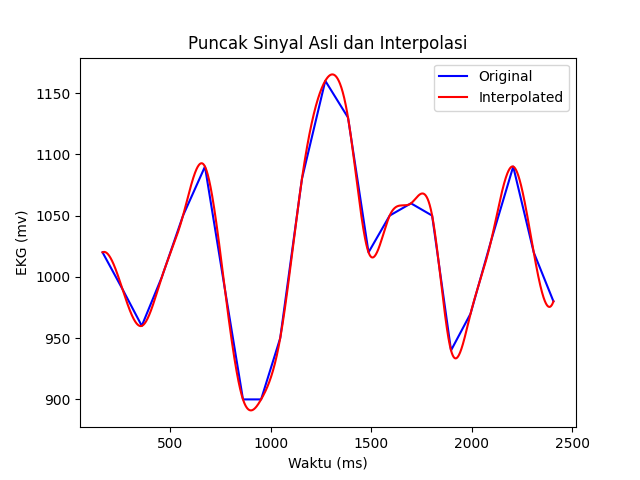 Puncak Sinyal Asli dan Interpolasi
Original
Interpolated
EKG (mv)
1150
1100
1050
1000
950
900
500
1000
1500
2000
2500
Waktu (ms)